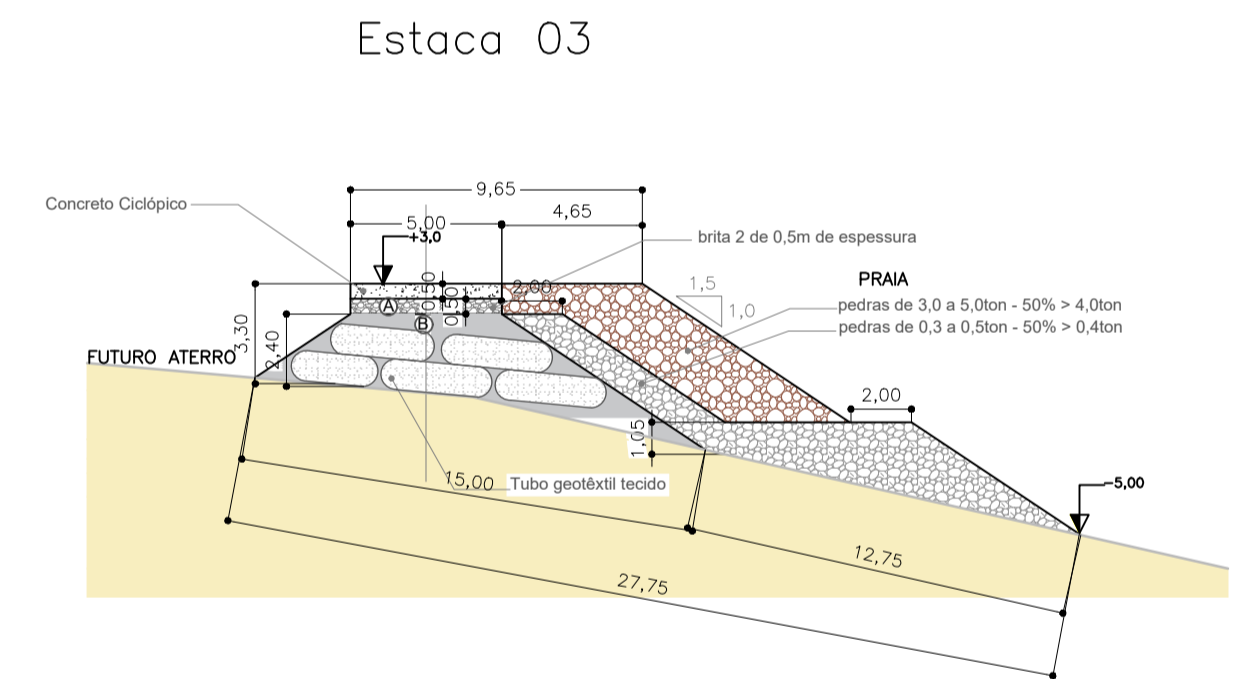 Estaca 03
9,65
Concreto Ciclópico
5,00
4,65
+3,0
brita 2 de 0,5m de espessura
PRAIA
0,50
2,00
1,5
1,0
A
0,50
pedras de 3,0 a 5,0ton - 50% > 4,0ton
B
pedras de 0,3 a 0,5ton - 50% > 0,4ton
3,30
2,40
FUTURO ATERRO
2,00
1,05
15,00
Tubo geotêxtil tecido
-5,00
12,75
27,75